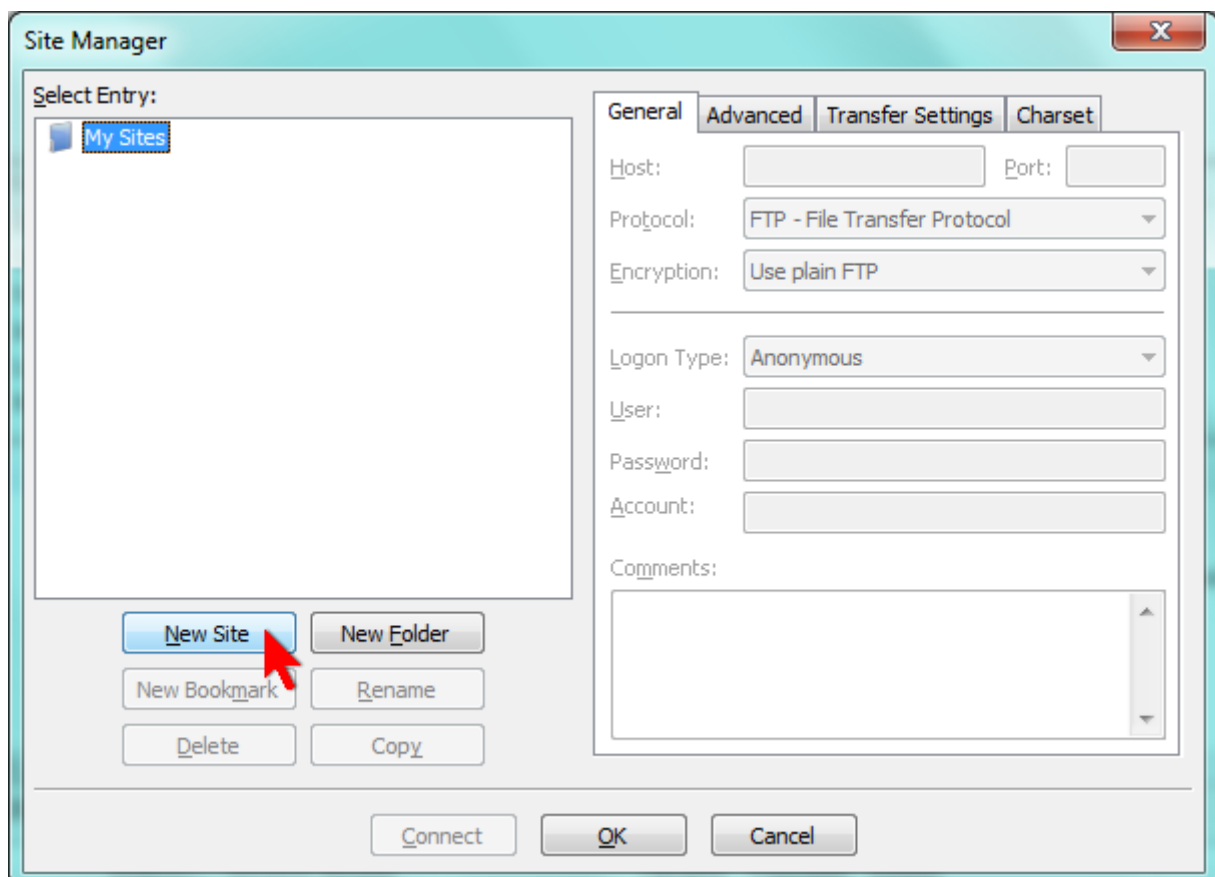 Site Manager
Select Entry:
My Sites
New Site New Folder
New Bookmark Rename
Delete Copy
General Advanced Transfer Settings Charset
Host: Port:
Protocol: FTP - File Transfer Protocol
Encryption: Use plain FTP
Logon Type: Anonymous
User:
Password:
Account:
Comments:
Connect OK Cancel